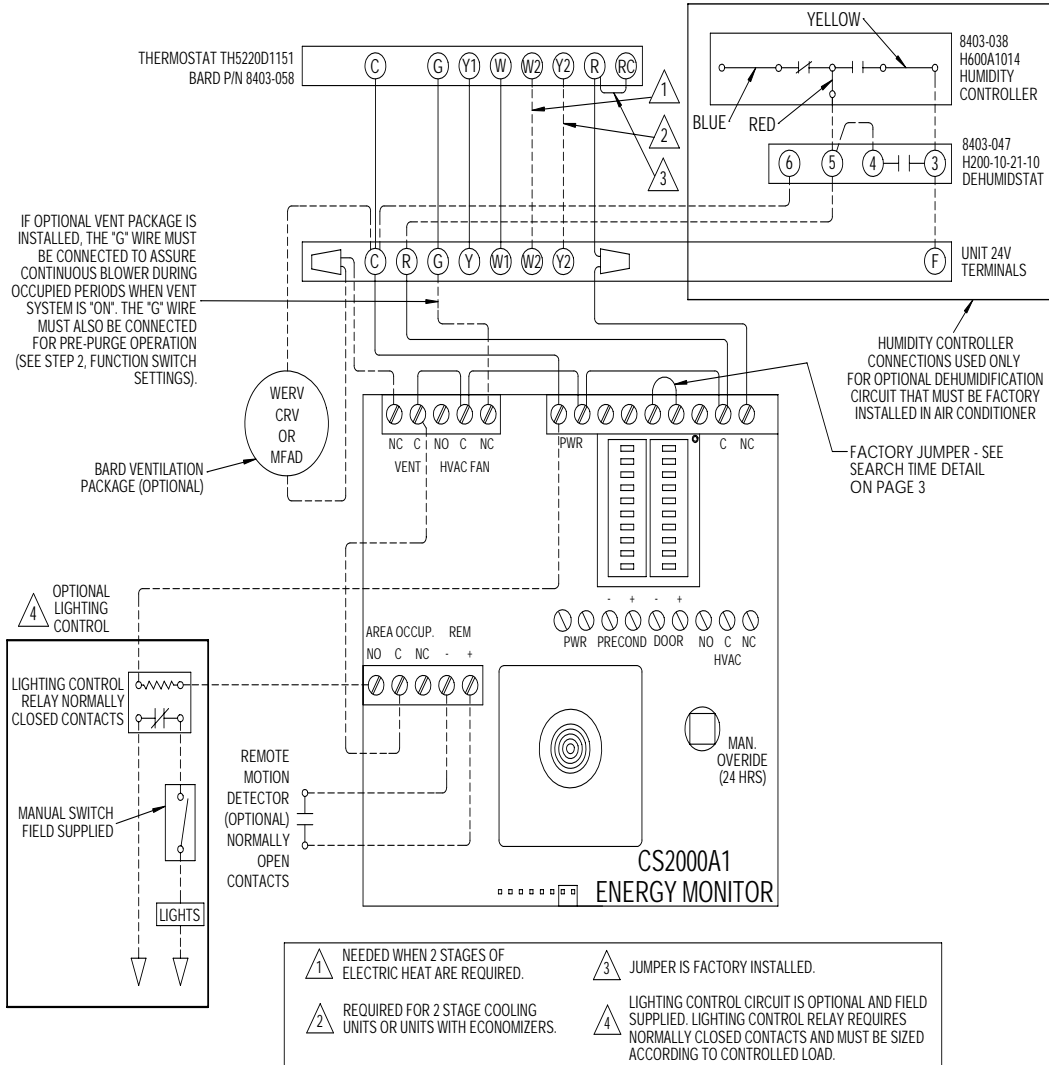 YELLOW
THERMOSTAT TH5220D1151
BARD P/N 8403-058
C G Y1 W W2 Y2 R RC
8403-038
H600A1014
HUMIDITY
CONTROLLER
BLUE
RED
1
2
3
6 5 4 3
8403-047
H200-10-21-10
DEHUMIDSTAT
IF OPTIONAL VENT PACKAGE IS
INSTALLED, THE "G" WIRE MUST
BE CONNECTED TO ASSURE
CONTINUOUS BLOWER DURING
OCCUPIED PERIODS WHEN VENT
SYSTEM IS "ON". THE "G" WIRE
MUST ALSO BE CONNECTED
FOR PRE-PURGE OPERATION
(SEE STEP 2, FUNCTION SWITCH
SETTINGS).
C R G Y W1 W2 Y2 F
UNIT 24V
TERMINALS
HUMIDITY CONTROLLER
CONNECTIONS USED ONLY
FOR OPTIONAL DEHUMIDIFICATION
CIRCUIT THAT MUST BE FACTORY
INSTALLED IN AIR CONDITIONER
WERV
CRV
OR
MFAD
BARD VENTILATION
PACKAGE (OPTIONAL)
NC C NO C NC
VENT HVAC FAN
PWR C NC
FACTORY JUMPER - SEE
SEARCH TIME DETAIL
ON PAGE 3
4
OPTIONAL
LIGHTING
CONTROL
- + - +
PWR PRECOND DOOR NO C NC
HVAC
AREA OCCUP. REM
NO C NC - +
LIGHTING CONTROL
RELAY NORMALLY
CLOSED CONTACTS
MAN.
OVERIDE
(24 HRS)
REMOTE
MOTION
DETECTOR
(OPTIONAL)
NORMALLY
OPEN
CONTACTS
MANUAL SWITCH
FIELD SUPPLIED
LIGHTS
CS2000A1
ENERGY MONITOR
1 NEEDED WHEN 2 STAGES OF
ELECTRIC HEAT ARE REQUIRED.
2 REQUIRED FOR 2 STAGE COOLING
UNITS OR UNITS WITH ECONOMIZERS.
3 JUMPER IS FACTORY INSTALLED.
4 LIGHTING CONTROL CIRCUIT IS OPTIONAL AND FIELD
SUPPLIED. LIGHTING CONTROL RELAY REQUIRES
NORMALLY CLOSED CONTACTS AND MUST BE SIZED
ACCORDING TO CONTROLLED LOAD.